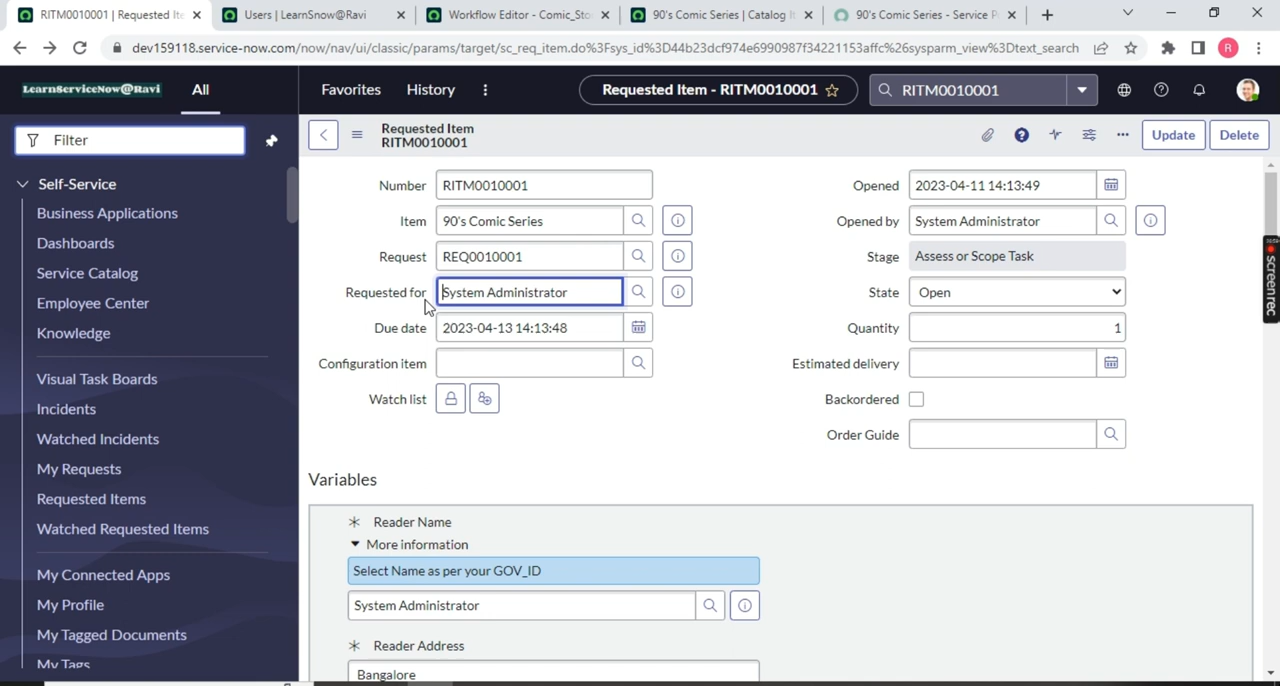 RITM0010001 | Requested Ite
Users | LearnSnow@Ravi
Workflow Editor - Comic_Sto
90's Comic Series | Catalog It
90's Comic Series - Service Po
dev159118.service-now.com/now/nav/ui/classic/params/target/sc_req_item.do%3Fsys_id%3D44b23dcf974e6990987f34221153affc%26sysparm_view%3Dtext_search
R
LearnServiceNow@Ravi
All
Favorites
History
Requested Item - RITM0010001
RITM0010001
Filter
Requested Item
RITM0010001
Update
Delete
Self-Service
Business Applications
Dashboards
Service Catalog
Employee Center
Knowledge
Visual Task Boards
Incidents
Watched Incidents
My Requests
Requested Items
Watched Requested Items
My Connected Apps
My Profile
My Tagged Documents
My Tags
Number RITM0010001
Item 90's Comic Series
Request REQ0010001
Requested for System Administrator
Due date 2023-04-13 14:13:48
Configuration item
Watch list
Opened 2023-04-11 14:13:49
Opened by System Administrator
Stage Assess or Scope Task
State Open
Quantity 1
Estimated delivery
Backordered
Order Guide
Variables
Reader Name
More information
Select Name as per your GOV_ID
System Administrator
Reader Address
Bangalore
screenrec